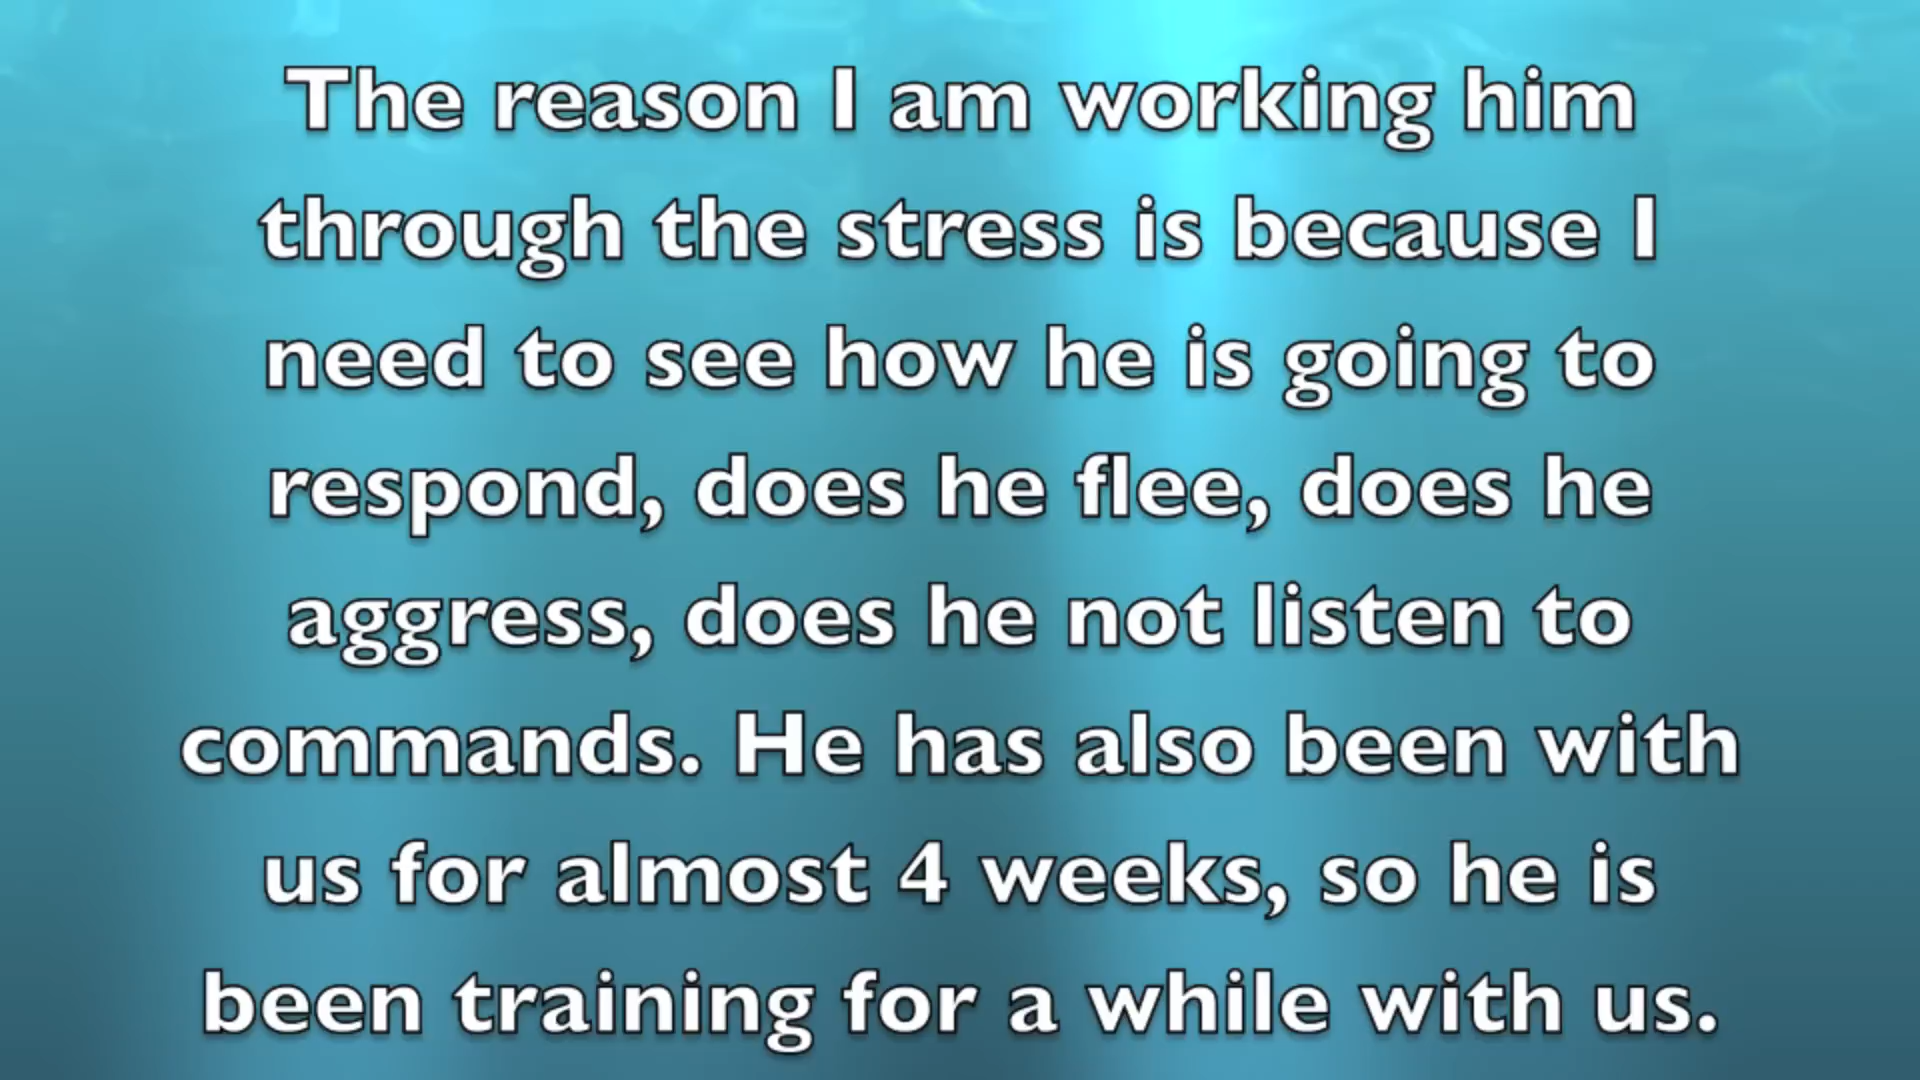 The reason I am working him
through the stress is because I
need to see how he is going to
respond, does he flee, does he
aggress, does he not listen to
commands. He has also been with
us for almost 4 weeks, so he is
been training for a while with us.